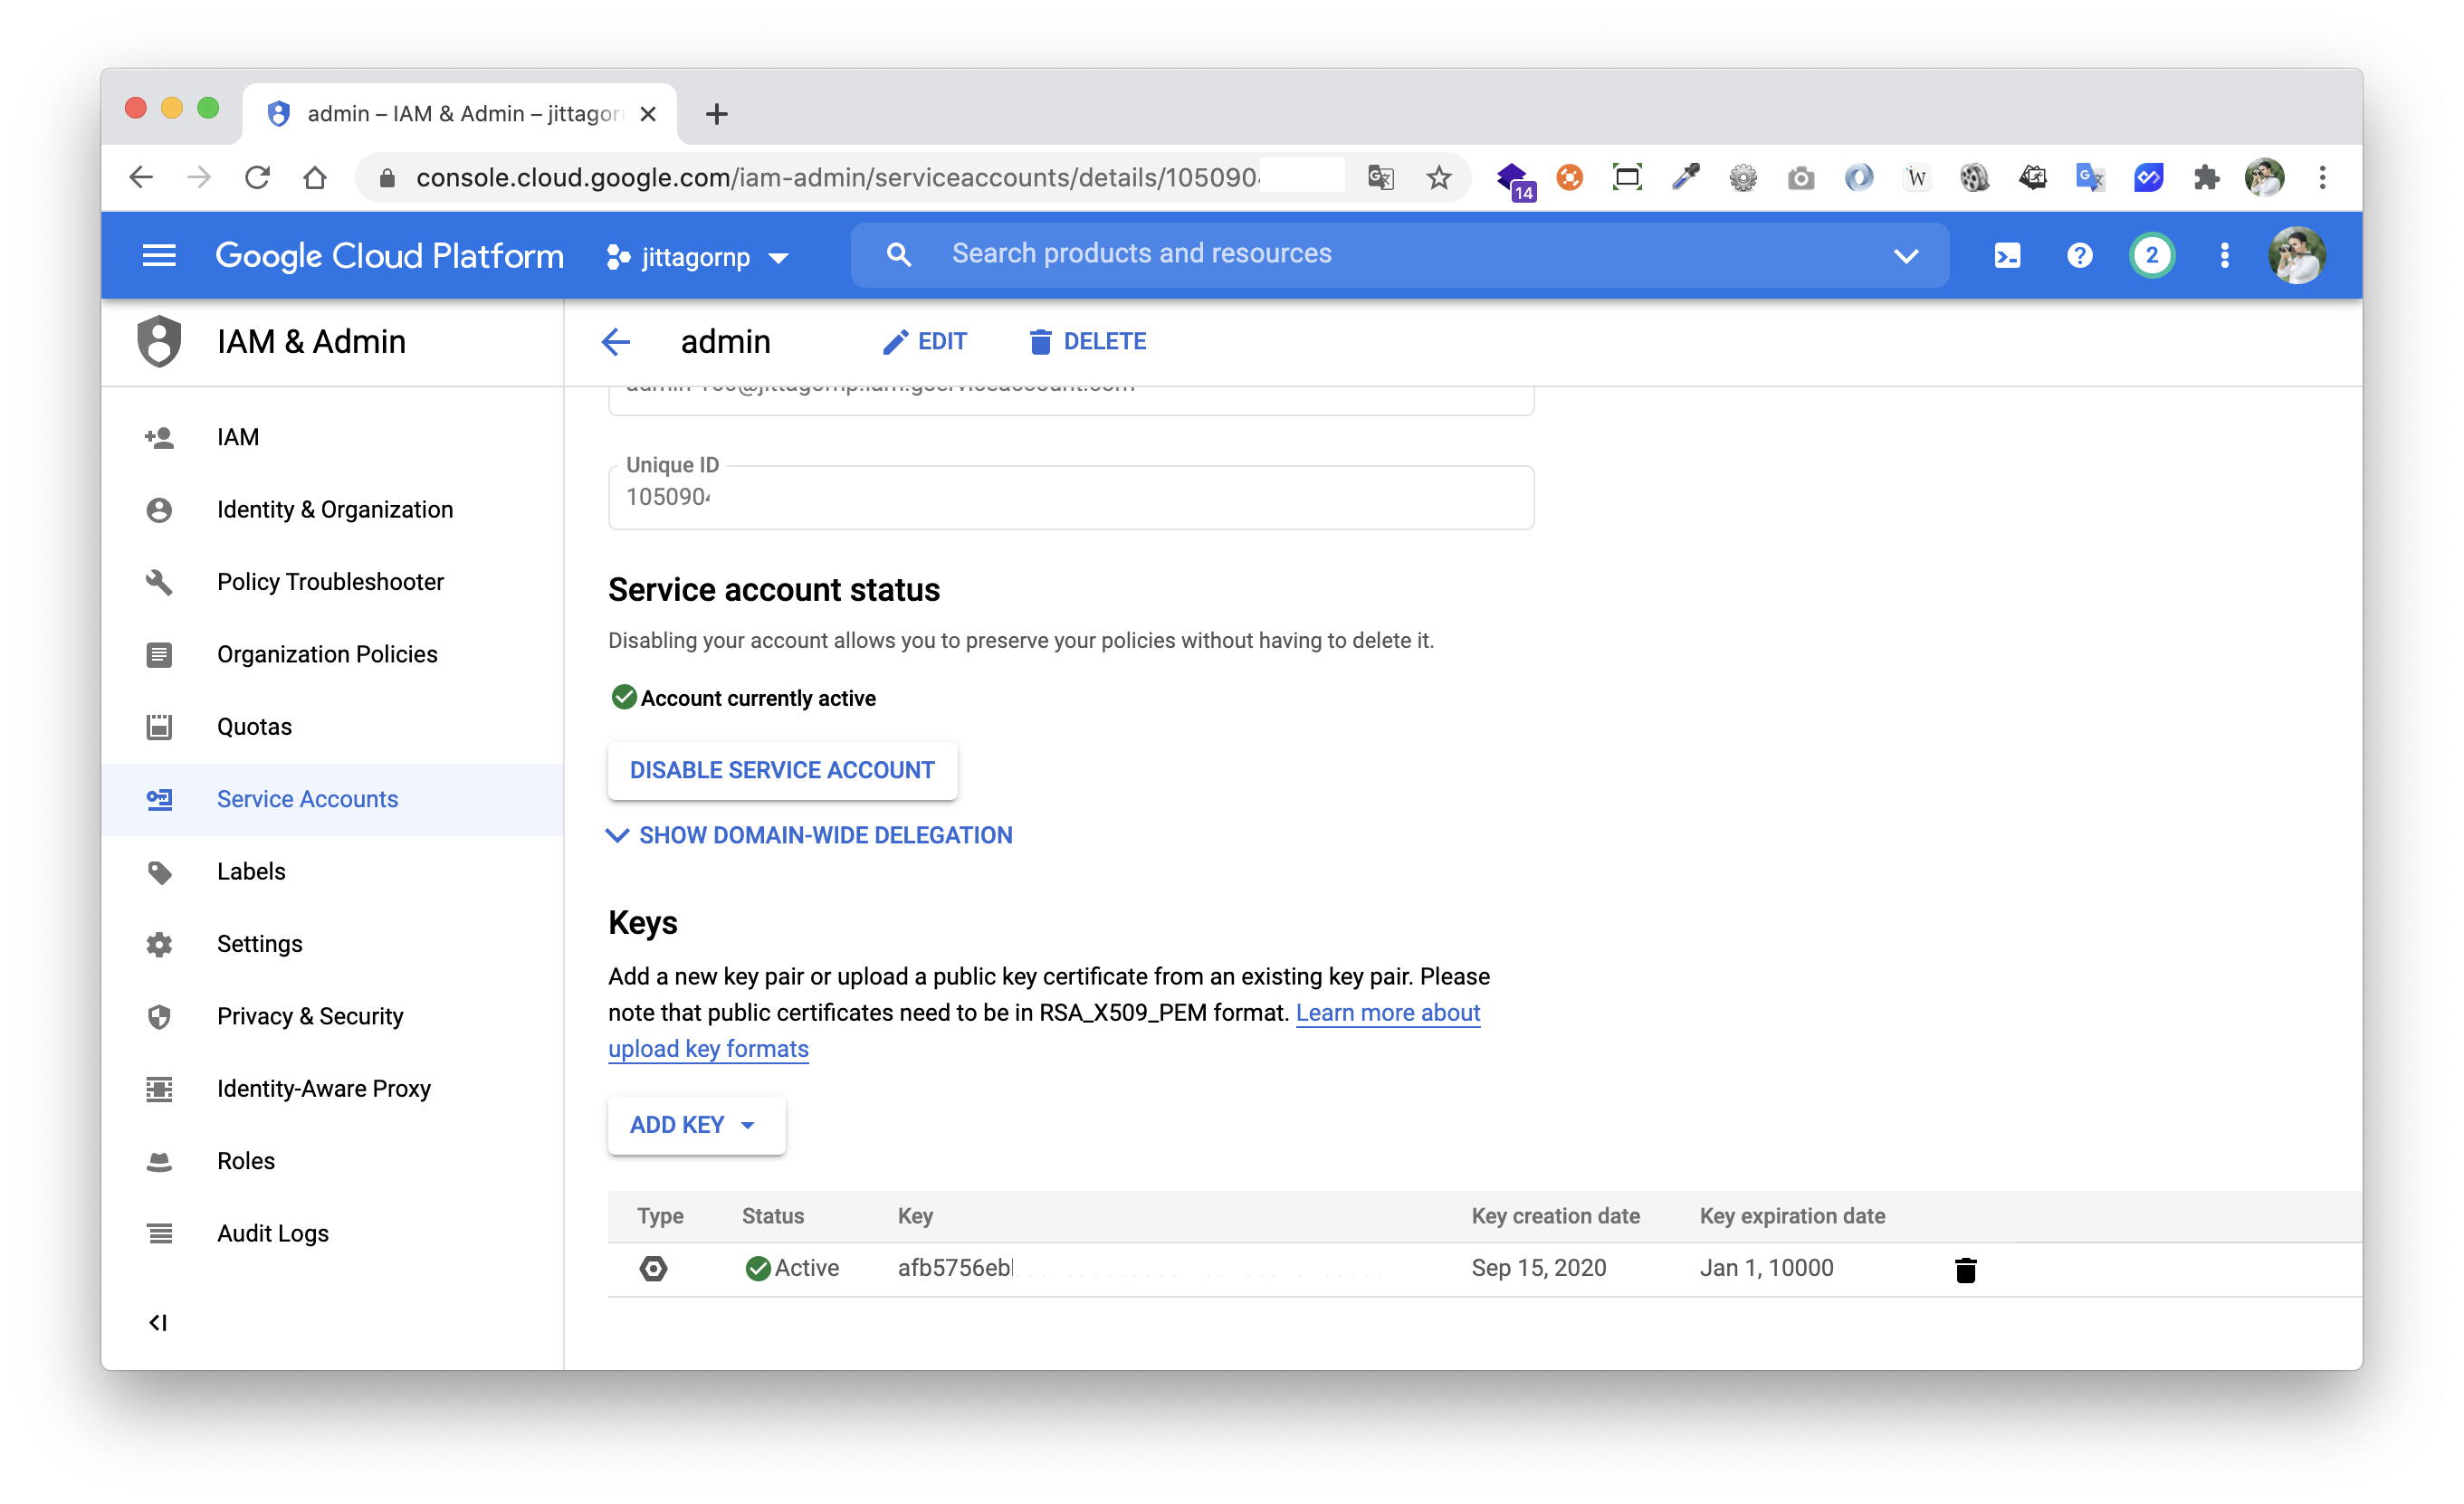 admin – IAM & Admin – jittagor
console.cloud.google.com/iam-admin/serviceaccounts/details/105090
14
W
Google Cloud Platform
jittagornp
Search products and resources
2
IAM & Admin
admin
EDIT
DELETE
IAM
Identity & Organization
Policy Troubleshooter
Organization Policies
Quotas
Service Accounts
Labels
Settings
Privacy & Security
Identity-Aware Proxy
Roles
Audit Logs
Unique ID
105090
Service account status
Disabling your account allows you to preserve your policies without having to delete it.
Account currently active
DISABLE SERVICE ACCOUNT
SHOW DOMAIN-WIDE DELEGATION
Keys
Add a new key pair or upload a public key certificate from an existing key pair. Please
note that public certificates need to be in RSA_X509_PEM format. Learn more about
upload key formats
ADD KEY
Type Status Key Key creation date Key expiration date
Active afb5756eb Sep 15, 2020 Jan 1, 10000